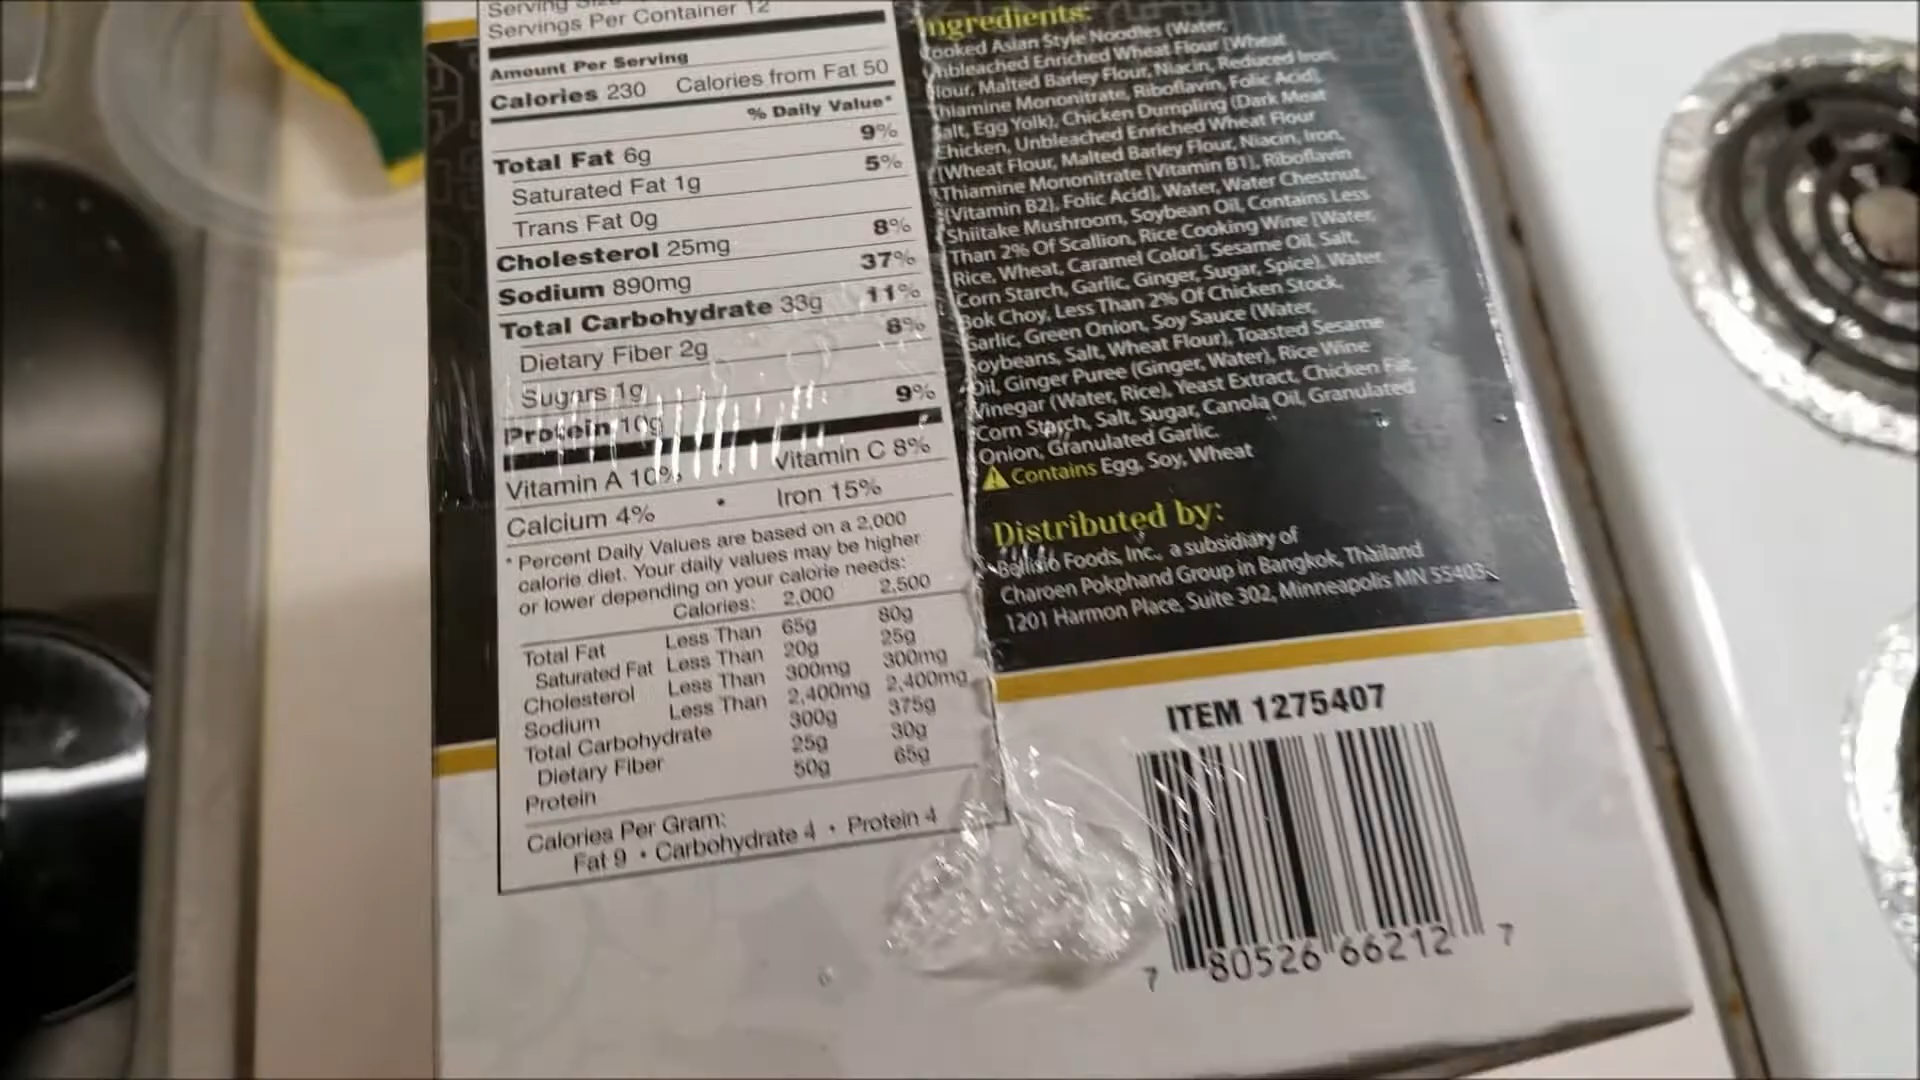 Servings Per Container 12
Amount Per Serving
Calories 230 Calories from Fat 50
% Daily Value*
Total Fat 6g 9%
Saturated Fat 1g 5%
Trans Fat 0g
Cholesterol 25mg 8%
Sodium 890mg 37%
Total Carbohydrate 33g 11%
Dietary Fiber 2g 8%
Sugars 1g
Protein 10g 9%
Vitamin A 10% Vitamin C 8%
Calcium 4% • Iron 15%
* Percent Daily Values are based on a 2,000
calorie diet. Your daily values may be higher
or lower depending on your calorie needs:
Calories: 2,000 2,500
Total Fat Less Than 65g 80g
Saturated Fat Less Than 20g 25g
Cholesterol Less Than 300mg 300mg
Sodium Less Than 2,400mg 2,400mg
Total Carbohydrate 300g 375g
Dietary Fiber 25g 30g
Protein 50g 65g
Calories Per Gram:
Fat 9 • Carbohydrate 4 • Protein 4
Ingredients:
Cooked Asian Style Noodles (Water,
Unbleached Enriched Wheat Flour [Wheat
Flour, Malted Barley Flour, Niacin, Reduced Iron,
Thiamine Mononitrate, Riboflavin, Folic Acid],
Salt, Egg Yolk), Chicken Dumpling (Dark Meat
Chicken, Unbleached Enriched Wheat Flour
[Wheat Flour, Malted Barley Flour, Niacin, Iron,
Thiamine Mononitrate [Vitamin B1], Riboflavin
[Vitamin B2], Folic Acid], Water, Water Chestnut,
Shiitake Mushroom, Soybean Oil, Contains Less
Than 2% Of Scallion, Rice Cooking Wine [Water,
Rice, Wheat, Caramel Color], Sesame Oil, Salt,
Corn Starch, Garlic, Ginger, Sugar, Spice), Water,
Bok Choy, Less Than 2% Of Chicken Stock,
Garlic, Green Onion, Soy Sauce (Water,
Soybeans, Salt, Wheat Flour), Toasted Sesame
Oil, Ginger Puree (Ginger, Water), Rice Wine
Vinegar (Water, Rice), Yeast Extract, Chicken Fat,
Corn Starch, Salt, Sugar, Canola Oil, Granulated
Onion, Granulated Garlic.
Contains Egg, Soy, Wheat
Distributed by:
Bellisio Foods, Inc., a subsidiary of
Charoen Pokphand Group in Bangkok, Thailand
1201 Harmon Place, Suite 302, Minneapolis MN 55403
ITEM 1275407
7 80526 66212 7